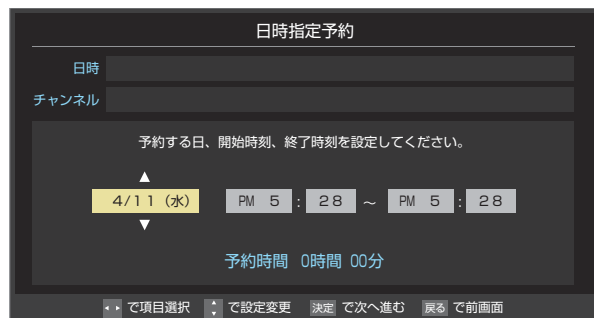 日時指定予約
日時
チャンネル
予約する日、開始時刻、終了時刻を設定してください。
▲
4/11 (水) PM 5 : 28 ～ PM 5 : 28
▼
予約時間 0時間 00分
で項目選択 で設定変更 決定 で次へ進む 戻る で前画面